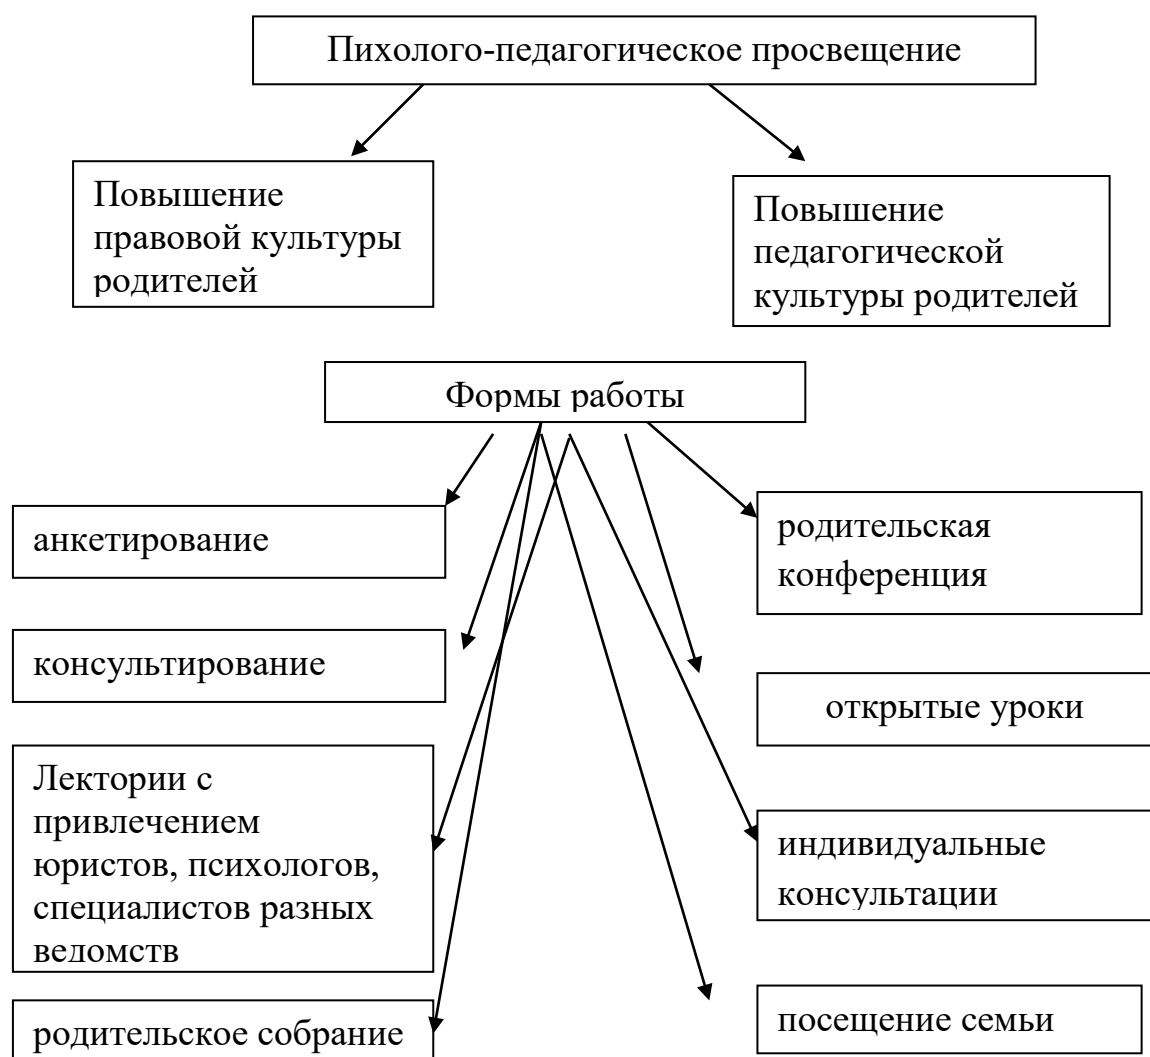 Пихолого-педагогическое просвещение
Повышение
правовой культуры
родителей
Повышение
педагогической
культуры родителей
Формы работы
анкетирование
родительская
конференция
консультирование
открытые уроки
Лектории с
привлечением
юристов, психологов,
специалистов разных
ведомств
индивидуальные
консультации
родительское собрание
посещение семьи